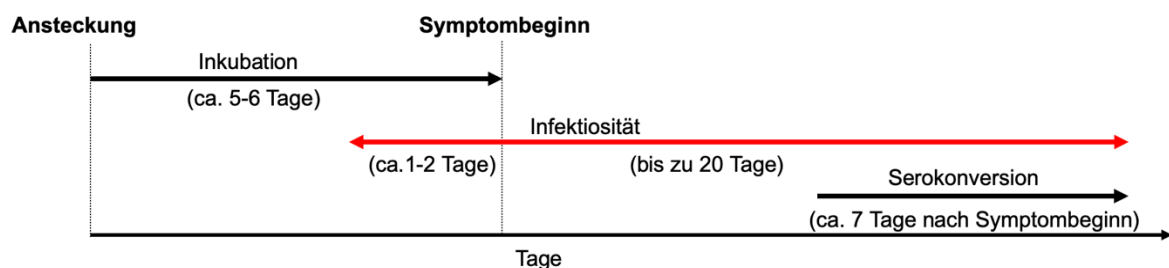 Ansteckung
Symptombeginn
Inkubation
(ca. 5-6 Tage)
Infektiosität
(ca.1-2 Tage)
(bis zu 20 Tage)
Serokonversion
(ca. 7 Tage nach Symptombeginn)
Tage